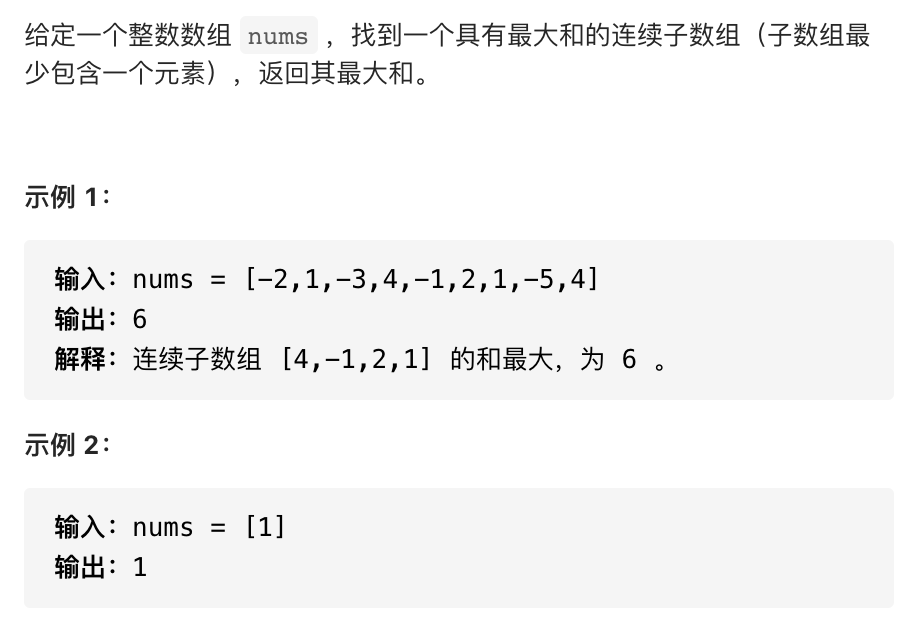 给定一个整数数组 nums ，找到一个具有最大和的连续子数组（子数组最
少包含一个元素），返回其最大和。
示例 1：
输入：nums = [-2,1,-3,4,-1,2,1,-5,4]
输出：6
解释：连续子数组 [4,-1,2,1] 的和最大，为 6 。
示例 2：
输入：nums = [1]
输出：1